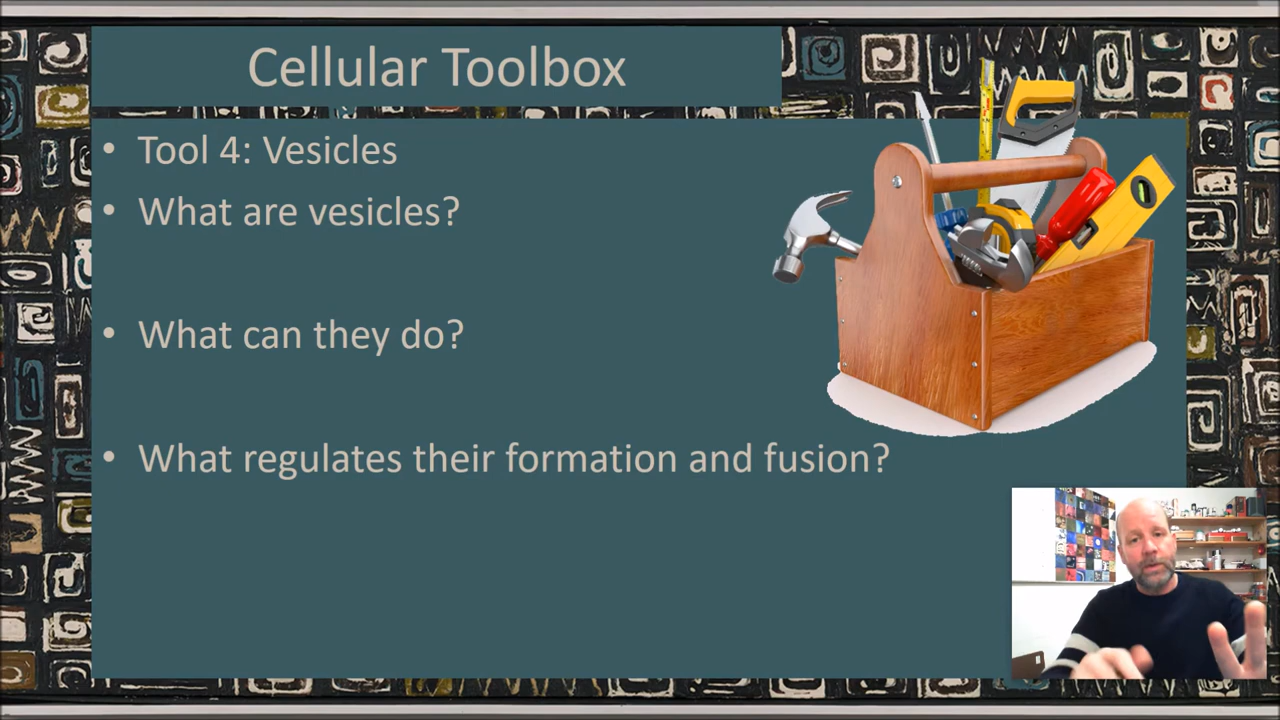 Cellular Toolbox
• Tool 4: Vesicles
• What are vesicles?
• What can they do?
• What regulates their formation and fusion?